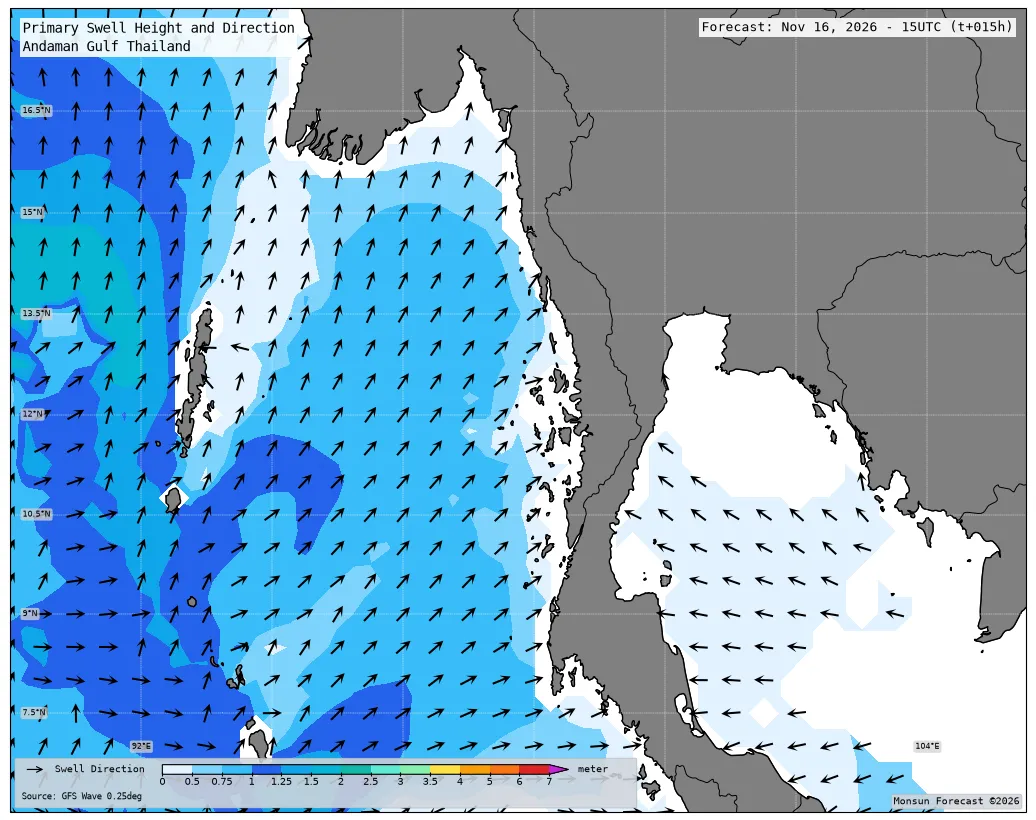 Primary Swell Height and Direction
Andaman Gulf Thailand
Forecast: Nov 16, 2026 - 15UTC (t+015h)
16.5°N
15°N
13.5°N
12°N
10.5°N
9°N
7.5°N
92°E
104°E
Swell Direction
0 0.5 0.75 1 1.25 1.5 2 2.5 3 3.5 4 5 6 7 meter
Source: GFS Wave 0.25deg
Monsun Forecast ©2026